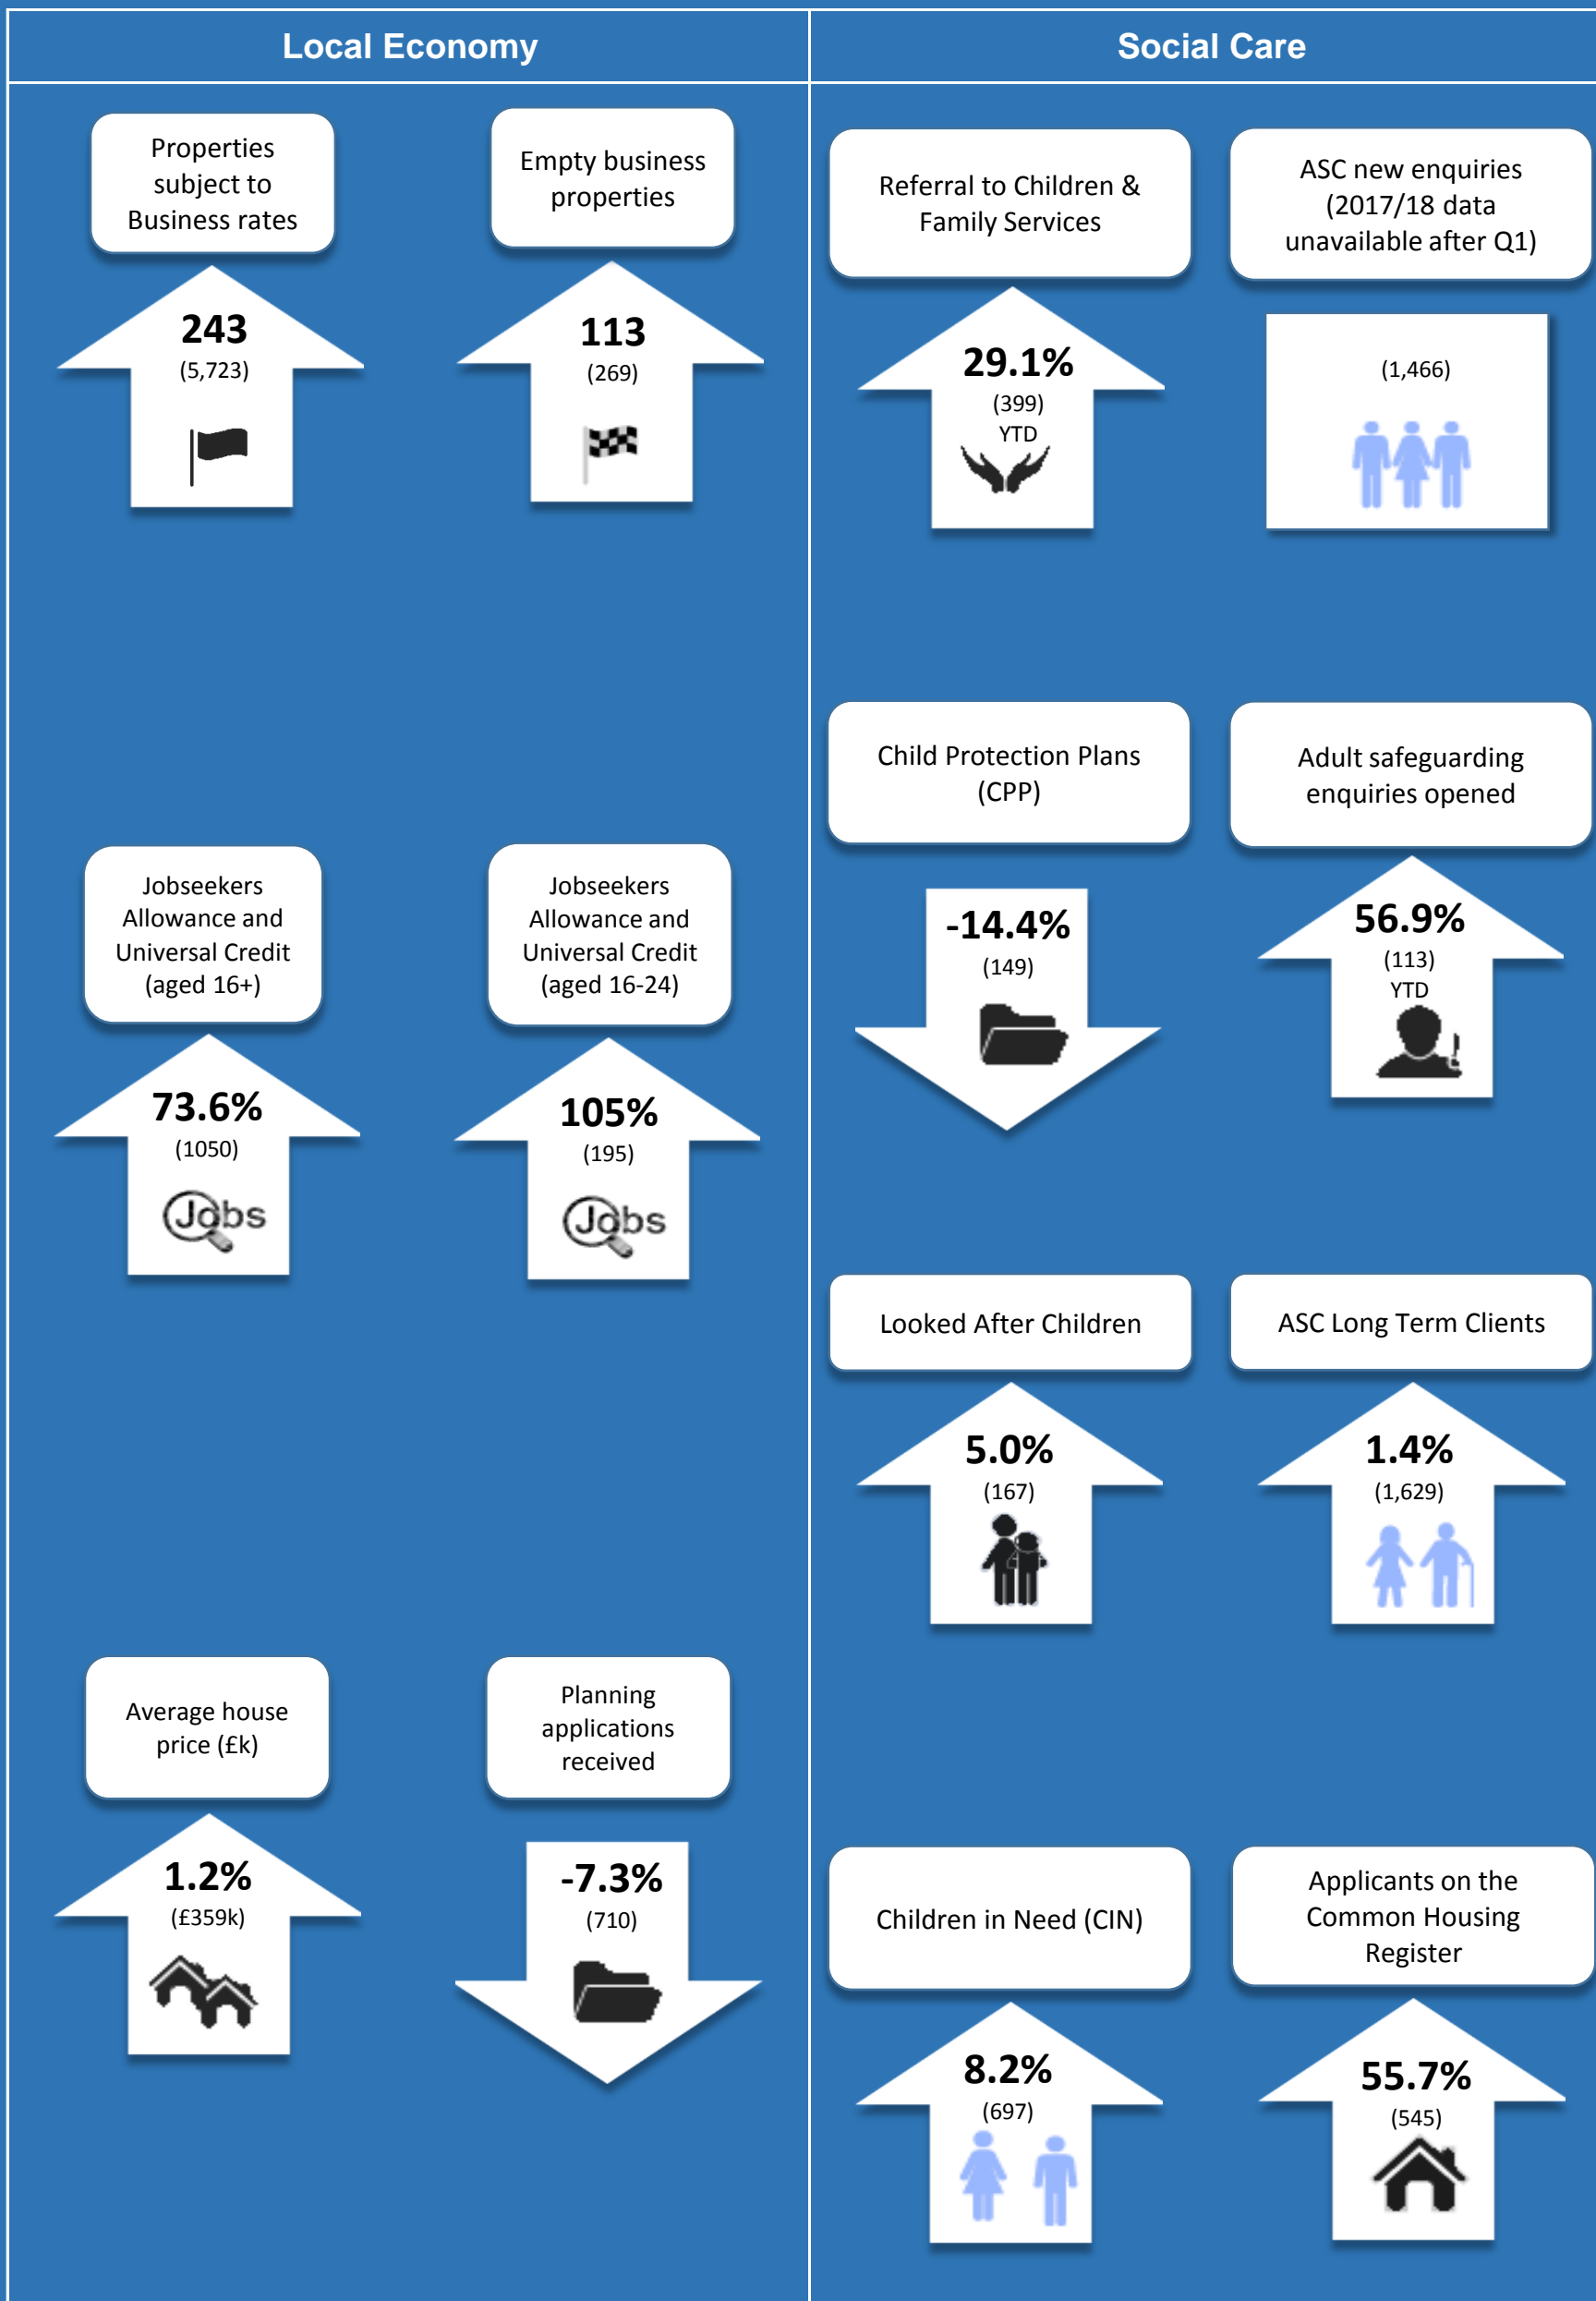 Local Economy
Properties
subject to
Business rates
Empty business
properties
243
(5,723)
113
(269)
Jobseekers
Allowance and
Universal Credit
(aged 16+)
Jobseekers
Allowance and
Universal Credit
(aged 16-24)
73.6%
(1050)
Jobs
105%
(195)
Jobs
Average house
price (£k)
Planning
applications
received
1.2%
(£359k)
-7.3%
(710)
Social Care
Referral to Children &
Family Services
ASC new enquiries
(2017/18 data
unavailable after Q1)
29.1%
(399)
YTD
(1,466)
Child Protection Plans
(CPP)
Adult safeguarding
enquiries opened
-14.4%
(149)
56.9%
(113)
YTD
Looked After Children
ASC Long Term Clients
5.0%
(167)
1.4%
(1,629)
Children in Need (CIN)
Applicants on the
Common Housing
Register
8.2%
(697)
55.7%
(545)